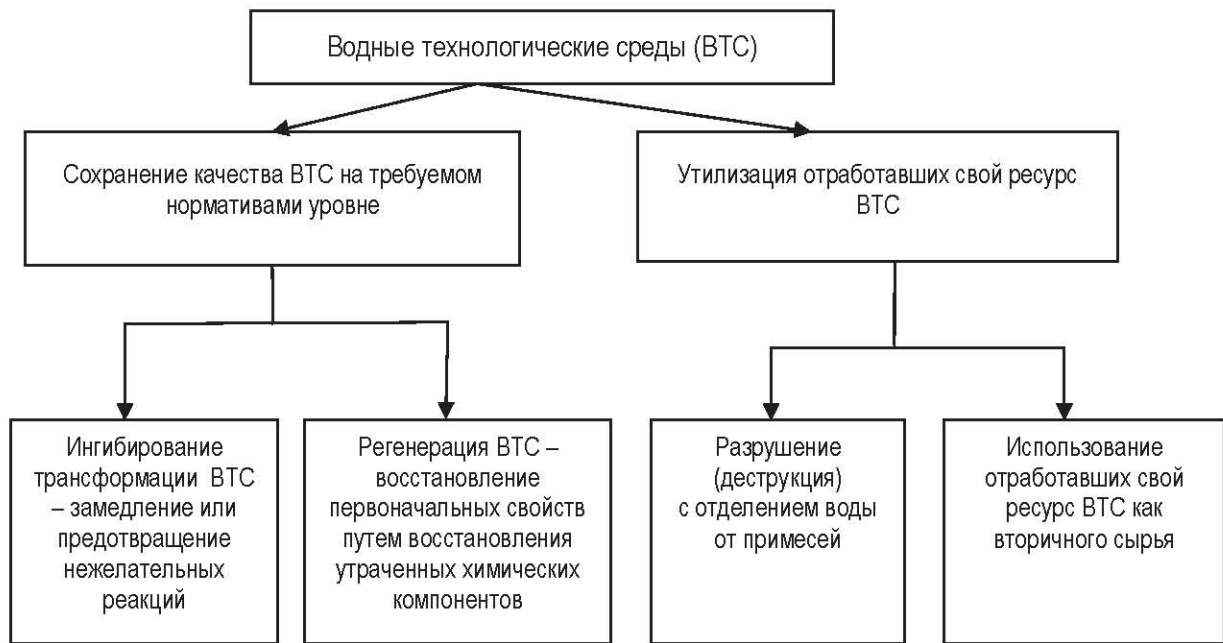 Водные технологические среды (ВТС)
Сохранение качества ВТС на требуемом
нормативами уровне
Утилизация отработавших свой ресурс
ВТС
Ингибирование
трансформации ВТС
– замедление или
предотвращение
нежелательных
реакций
Регенерация ВТС –
восстановление
первоначальных свойств
путем восстановления
утраченных химических
компонентов
Разрушение
(деструкция)
с отделением воды
от примесей
Использование
отработавших свой
ресурс ВТС как
вторичного сырья